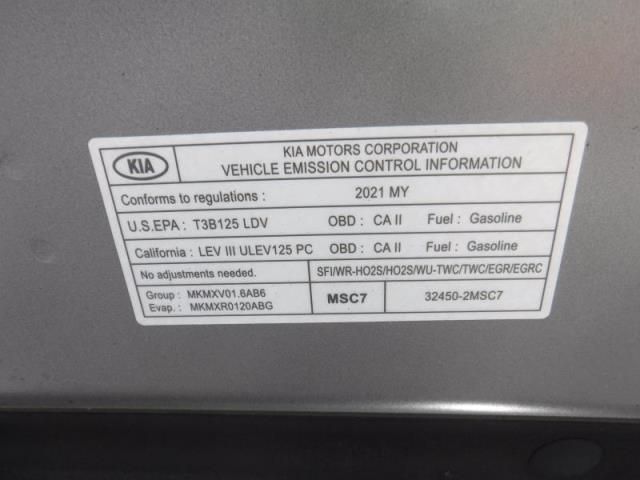 KIA
KIA MOTORS CORPORATION
VEHICLE EMISSION CONTROL INFORMATION
Conforms to regulations : 2021 MY
U.S.EPA : T3B125 LDV OBD : CA II Fuel : Gasoline
California : LEV III ULEV125 PC OBD : CA II Fuel : Gasoline
No adjustments needed. SFI/WR-HO2S/HO2S/WU-TWC/TWC/EGR/EGRC
Group : MKMXV01.6AB6
Evap. : MKMXR0120ABG
MSC7 32450-2MSC7